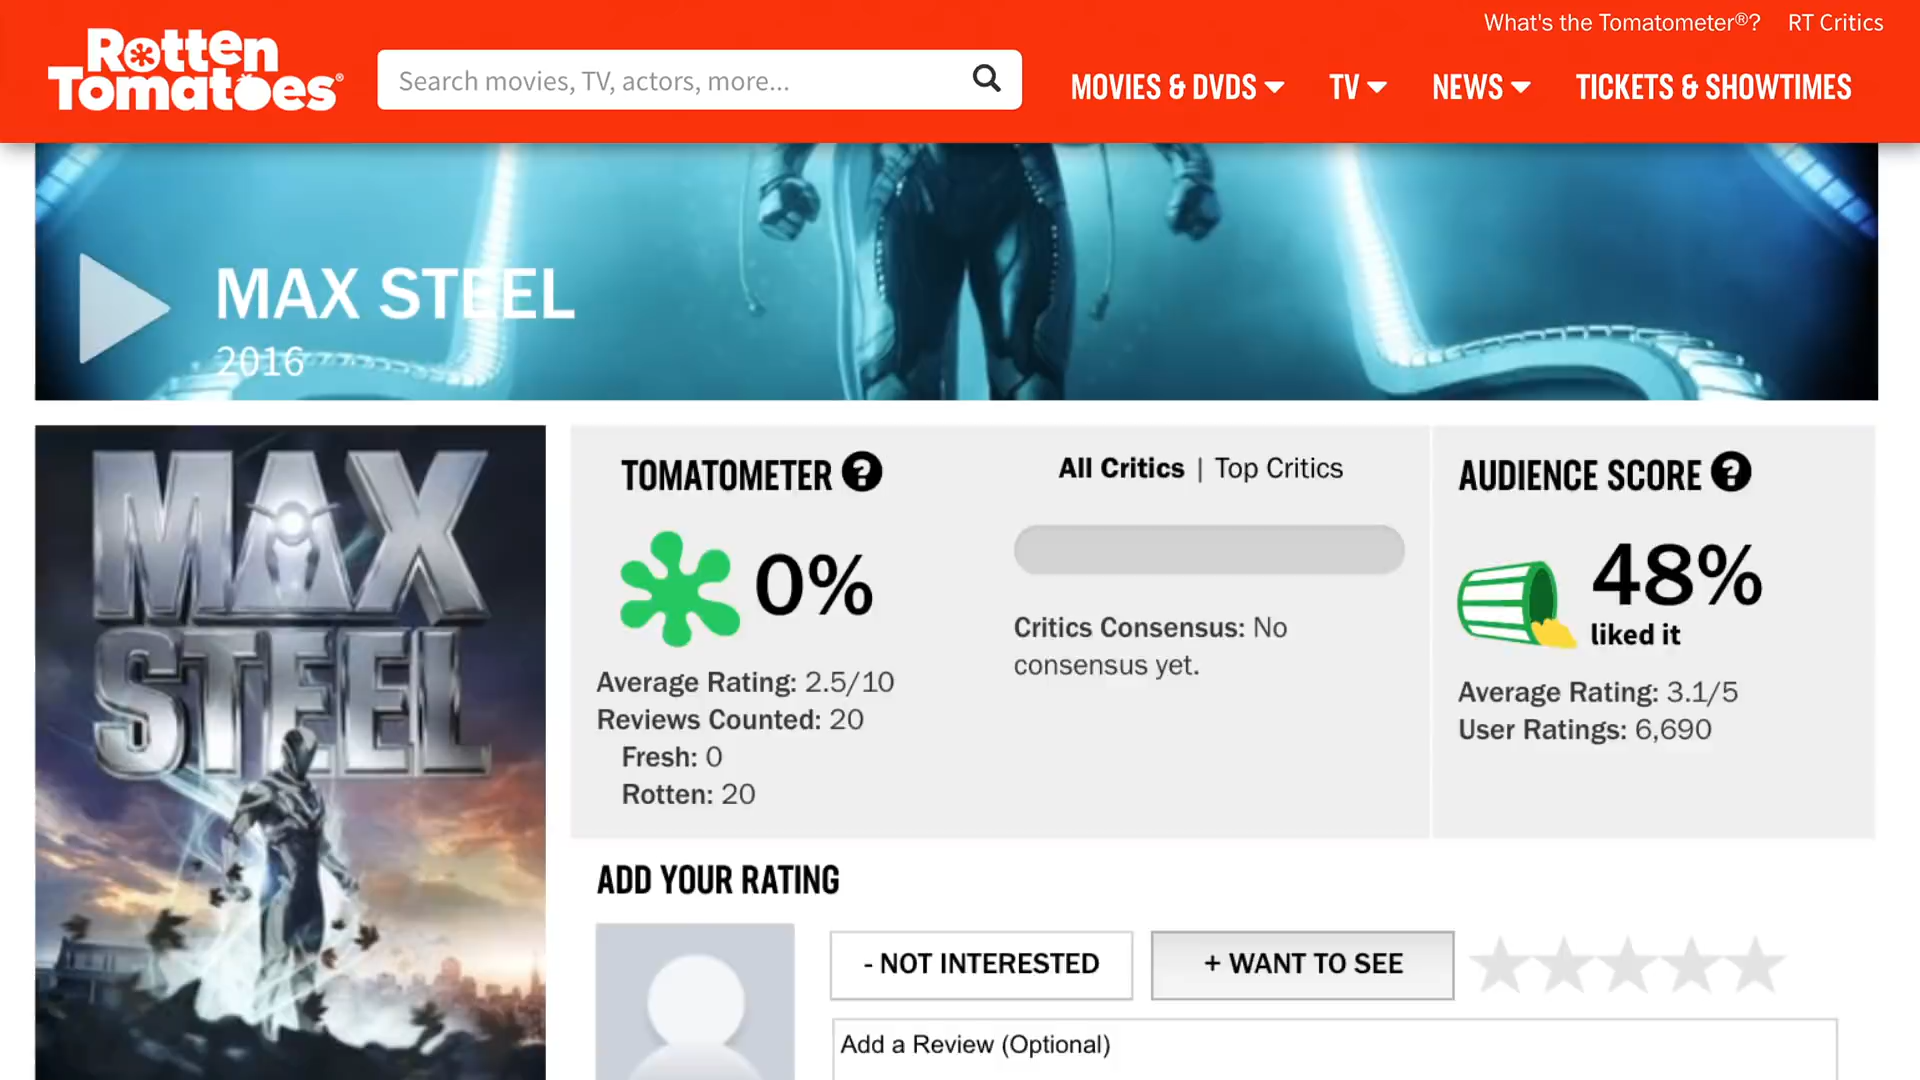 What's the Tomatometer®? RT Critics
Rotten
Tomatoes®
Search movies, TV, actors, more...
MOVIES & DVDS TV NEWS TICKETS & SHOWTIMES
MAX STEEL
2016
MAX
STEEL
TOMATOMETER ?
0%
Average Rating: 2.5/10
Reviews Counted: 20
Fresh: 0
Rotten: 20
All Critics | Top Critics
Critics Consensus: No
consensus yet.
AUDIENCE SCORE ?
48%
liked it
Average Rating: 3.1/5
User Ratings: 6,690
ADD YOUR RATING
- NOT INTERESTED
+ WANT TO SEE
Add a Review (Optional)